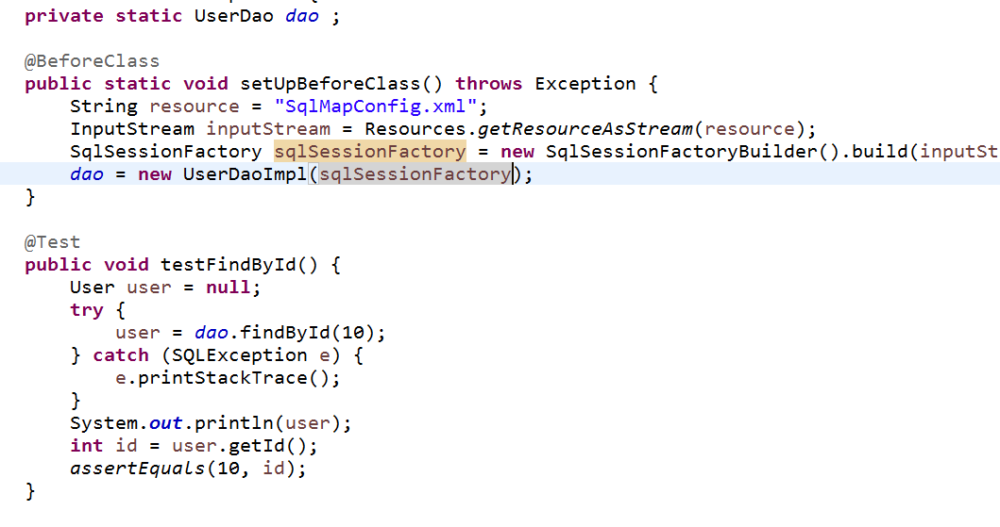 private static UserDao dao ;
@BeforeClass
public static void setUpBeforeClass() throws Exception {
String resource = "SqlMapConfig.xml";
InputStream inputStream = Resources.getResourceAsStream(resource);
SqlSessionFactory sqlSessionFactory = new SqlSessionFactoryBuilder().build(inputSt
dao = new UserDaoImpl(sqlSessionFactory);
}
@Test
public void testFindById() {
User user = null;
try {
user = dao.findById(10);
} catch (SQLException e) {
e.printStackTrace();
}
System.out.println(user);
int id = user.getId();
assertEquals(10, id);
}